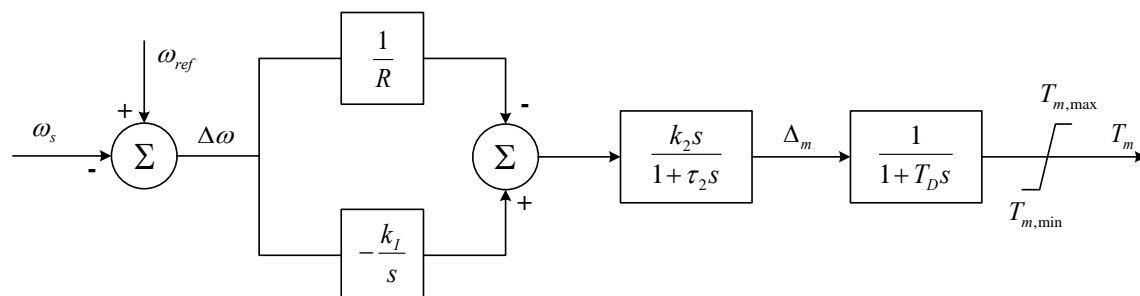 ω_ref
+
ω_s
-
Σ
Δω
1/R
-k_I/s
-
Σ
+
k_2 s/(1+τ_2 s)
Δ_m
1/(1+T_D s)
T_m,max
T_m
T_m,min